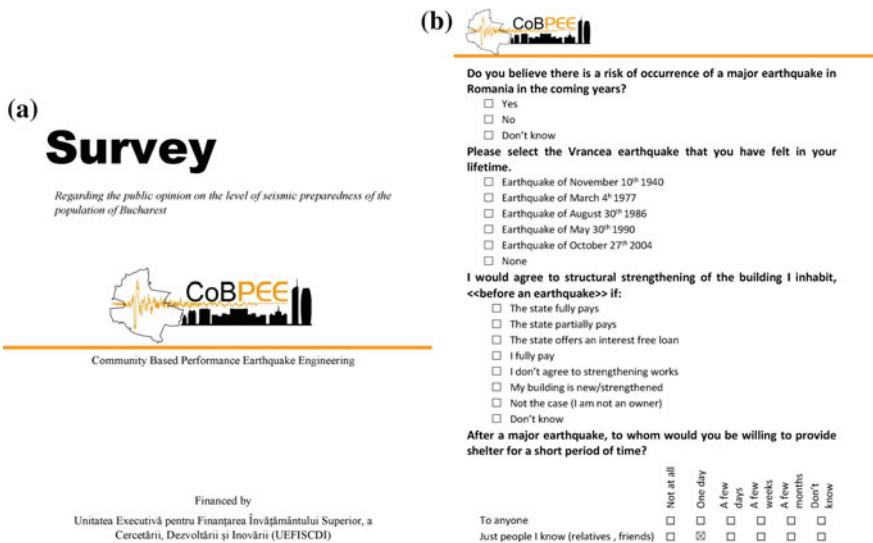 (a)
Survey
Regarding the public opinion on the level of seismic preparedness of the
population of Bucharest
CoBPEE
Community Based Performance Earthquake Engineering
Financed by
Unitatea Executivă pentru Finanțarea Învățământului Superior, a
Cercetării, Dezvoltării și Inovării (UEFISCDI)
(b)
CoBPEE
Do you believe there is a risk of occurrence of a major earthquake in
Romania in the coming years?
☐ Yes
☐ No
☐ Don't know
Please select the Vrancea earthquake that you have felt in your
lifetime.
☐ Earthquake of November 10th 1940
☐ Earthquake of March 4h 1977
☐ Earthquake of August 30th 1986
☐ Earthquake of May 30th 1990
☐ Earthquake of October 27th 2004
☐ None
I would agree to structural strengthening of the building I inhabit,
<<before an earthquake>> if:
☐ The state fully pays
☐ The state partially pays
☐ The state offers an interest free loan
☐ I fully pay
☐ I don't agree to strengthening works
☐ My building is new/strengthened
☐ Not the case (I am not an owner)
☐ Don't know
After a major earthquake, to whom would you be willing to provide
shelter for a short period of time?
Not at all
One day
A few
days
A few
weeks
A few
months
Don't
know
To anyone ☐ ☐ ☐ ☐ ☐ ☐
Just people I know (relatives , friends) ☐ ☒ ☐ ☐ ☐ ☐